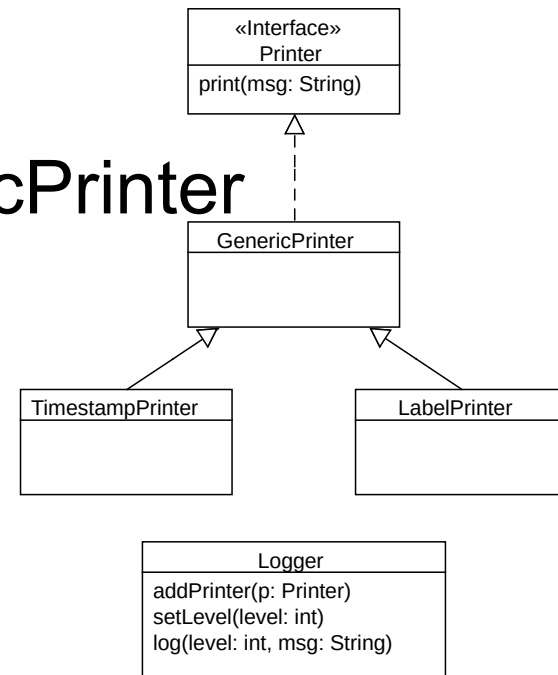 «Interface»
Printer
print(msg: String)
cPrinter
GenericPrinter
TimestampPrinter
LabelPrinter
Logger
addPrinter(p: Printer)
setLevel(level: int)
log(level: int, msg: String)